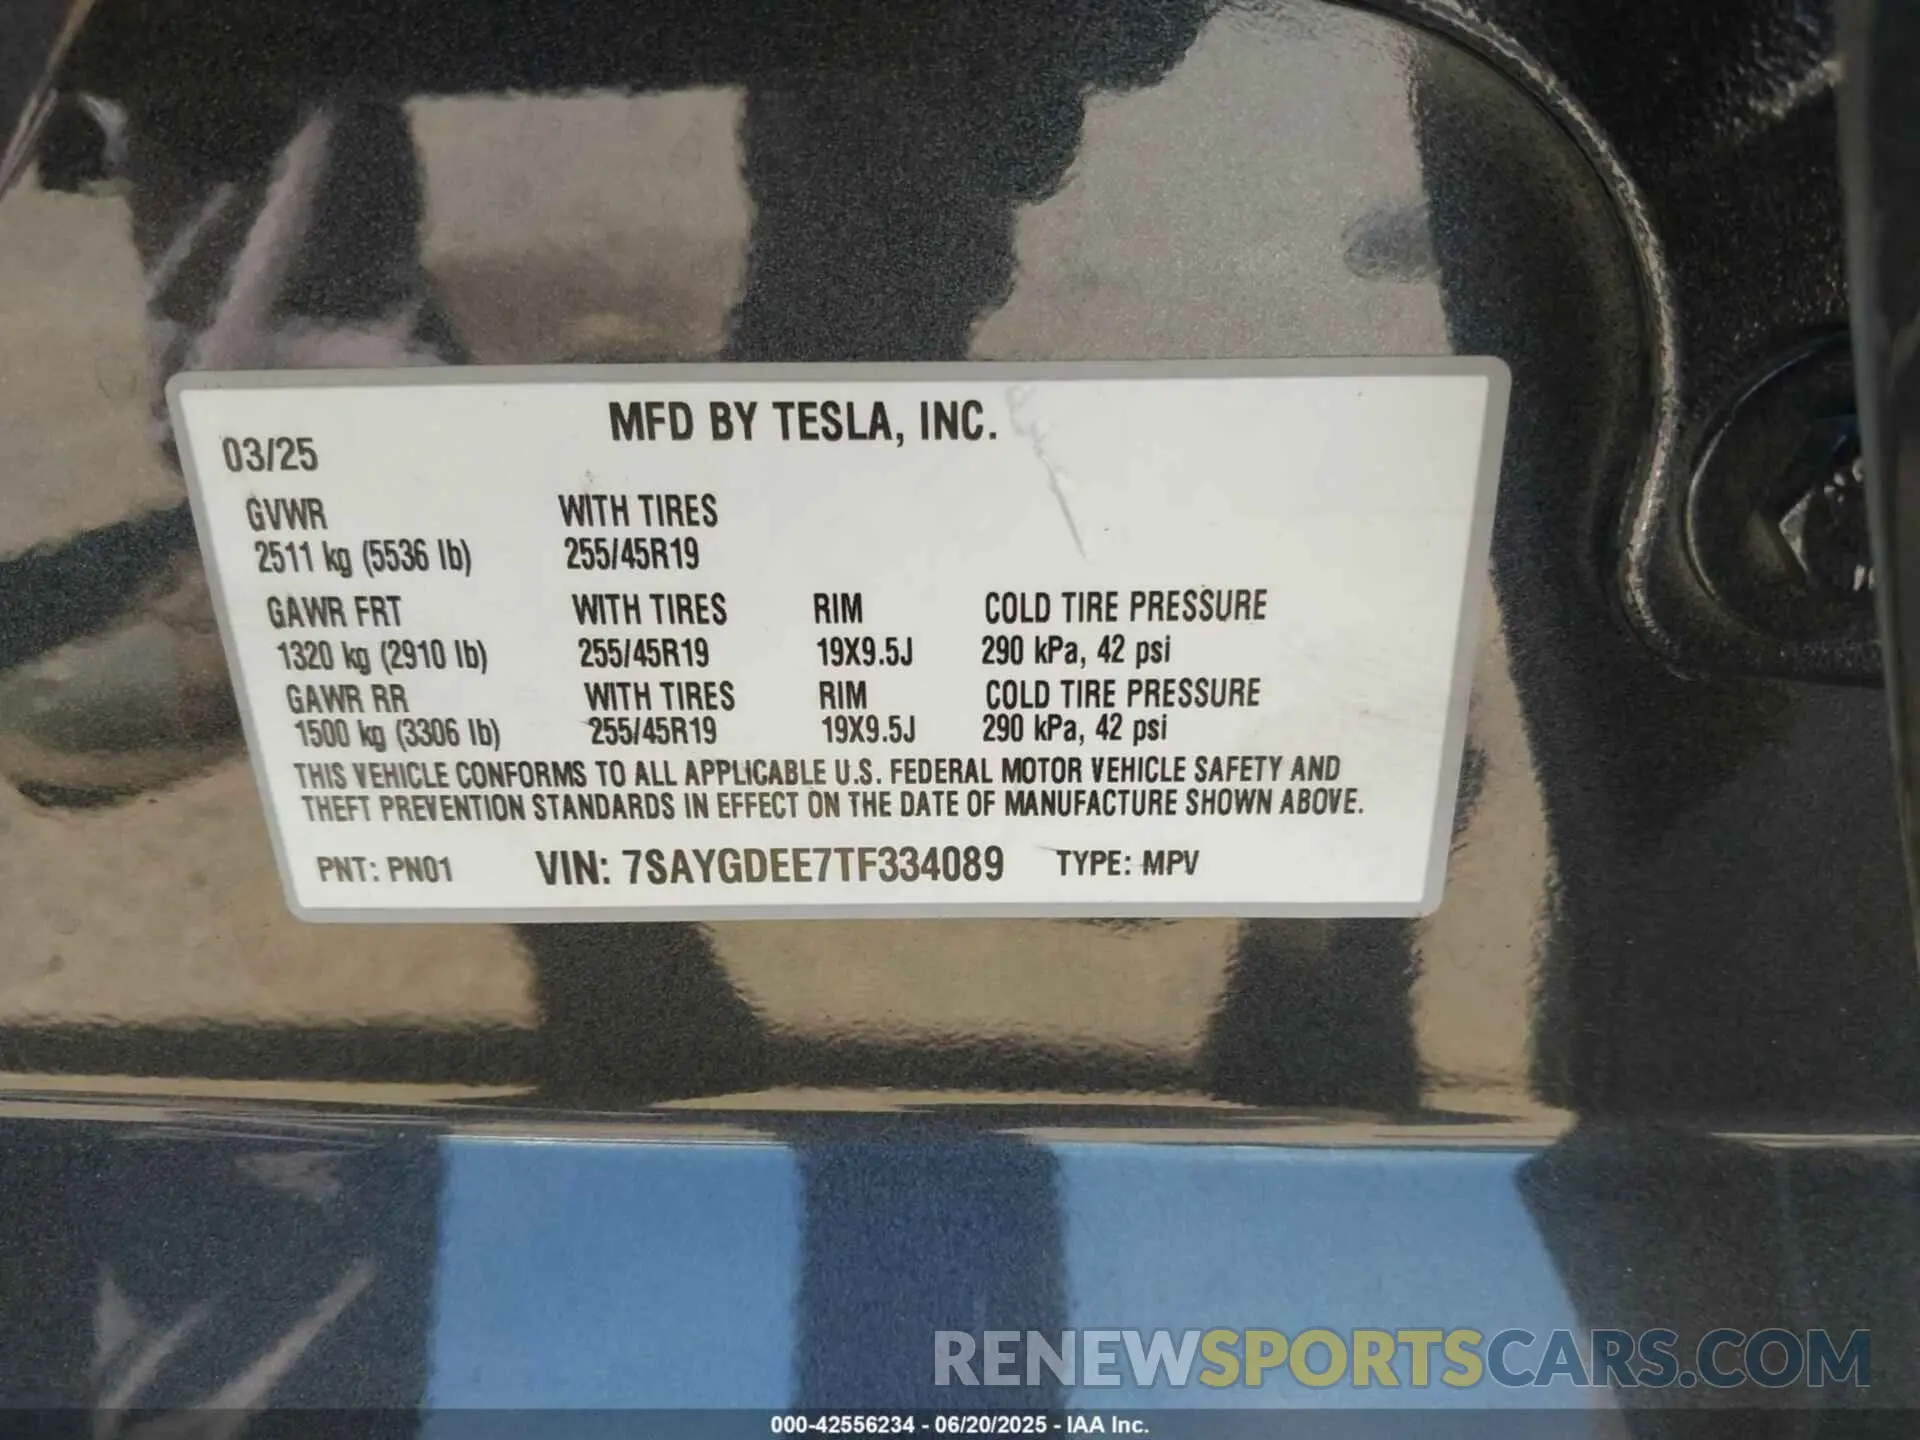 MFD BY TESLA, INC.
03/25
GVWR WITH TIRES
2511 kg (5536 lb) 255/45R19
GAWR FRT WITH TIRES RIM COLD TIRE PRESSURE
1320 kg (2910 lb) 255/45R19 19X9.5J 290 kPa, 42 psi
GAWR RR WITH TIRES RIM COLD TIRE PRESSURE
1500 kg (3306 lb) 255/45R19 19X9.5J 290 kPa, 42 psi
THIS VEHICLE CONFORMS TO ALL APPLICABLE U.S. FEDERAL MOTOR VEHICLE SAFETY AND
THEFT PREVENTION STANDARDS IN EFFECT ON THE DATE OF MANUFACTURE SHOWN ABOVE.
PNT: PN01 VIN: 7SAYGDEE7TF334089 TYPE: MPV
RENEWSPORTSCARS.COM
000-42556234 - 06/20/2025 - IAA Inc.